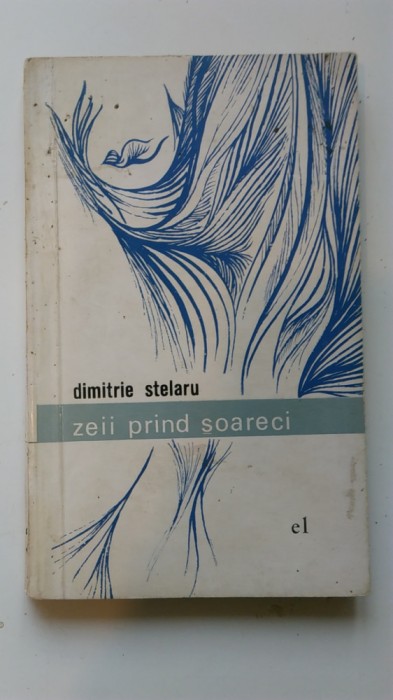 dimitrie stelaru
zeii prind soareci
el